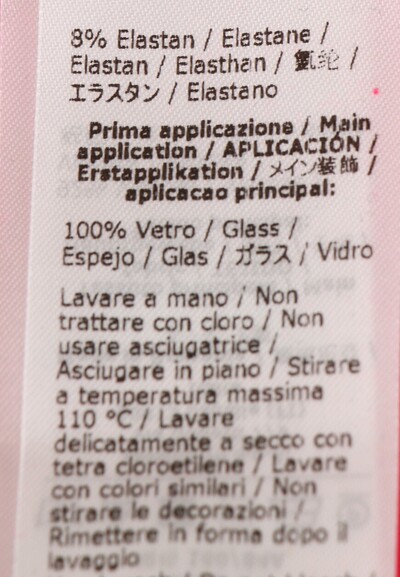 8% Elastan / Elastane /
Elastan / Elasthan / 氨纶 /
エラスタン / Elastano
Prima applicazione / Main
application / APLICACIÓN /
Erstapplikation / メイン装飾 /
aplicacao principal:
100% Vetro / Glass /
Espejo / Glas / ガラス / Vidro
Lavare a mano / Non
trattare con cloro / Non
usare asciugatrice /
Asciugare in piano / Stirare
a temperatura massima
110 °C / Lavare
delicatamente a secco con
tetra cloroetilene / Lavare
con colori similari / Non
stirare le decorazioni /
Rimettere in forma dopo il
lavaggio